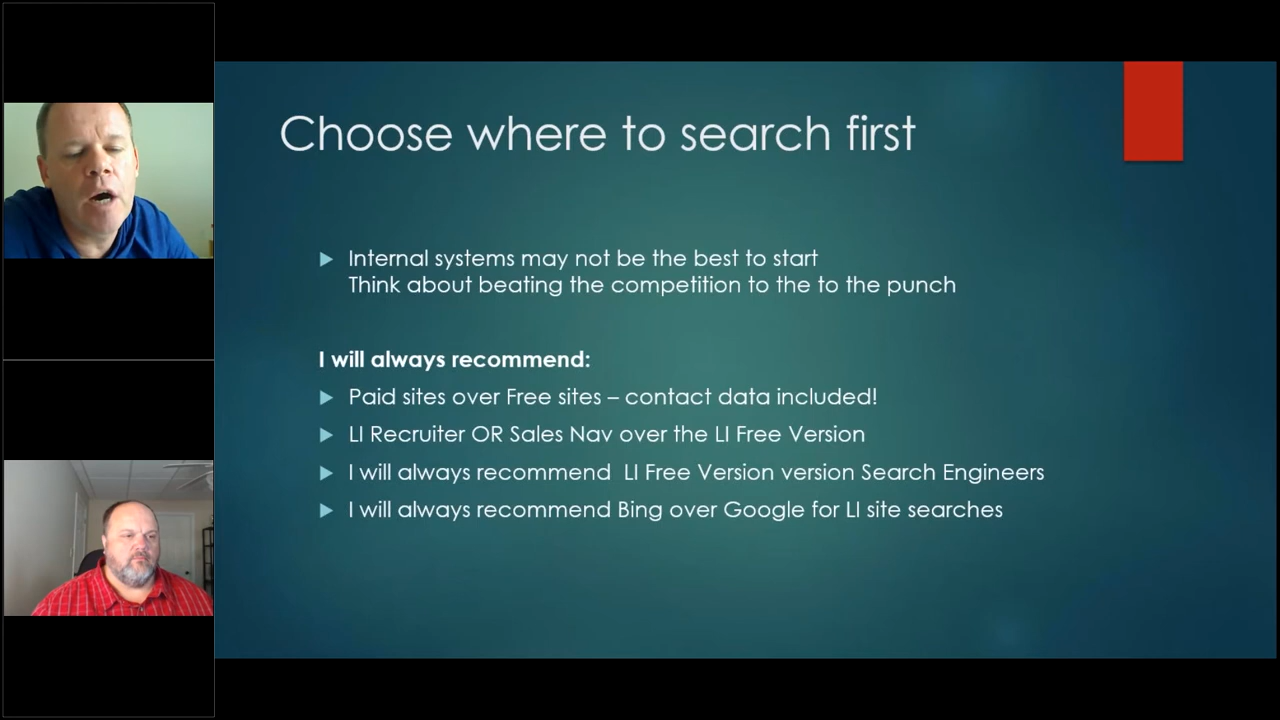 Choose where to search first
Internal systems may not be the best to start
Think about beating the competition to the to the punch
I will always recommend:
Paid sites over Free sites – contact data included!
LI Recruiter OR Sales Nav over the LI Free Version
I will always recommend LI Free Version version Search Engineers
I will always recommend Bing over Google for LI site searches